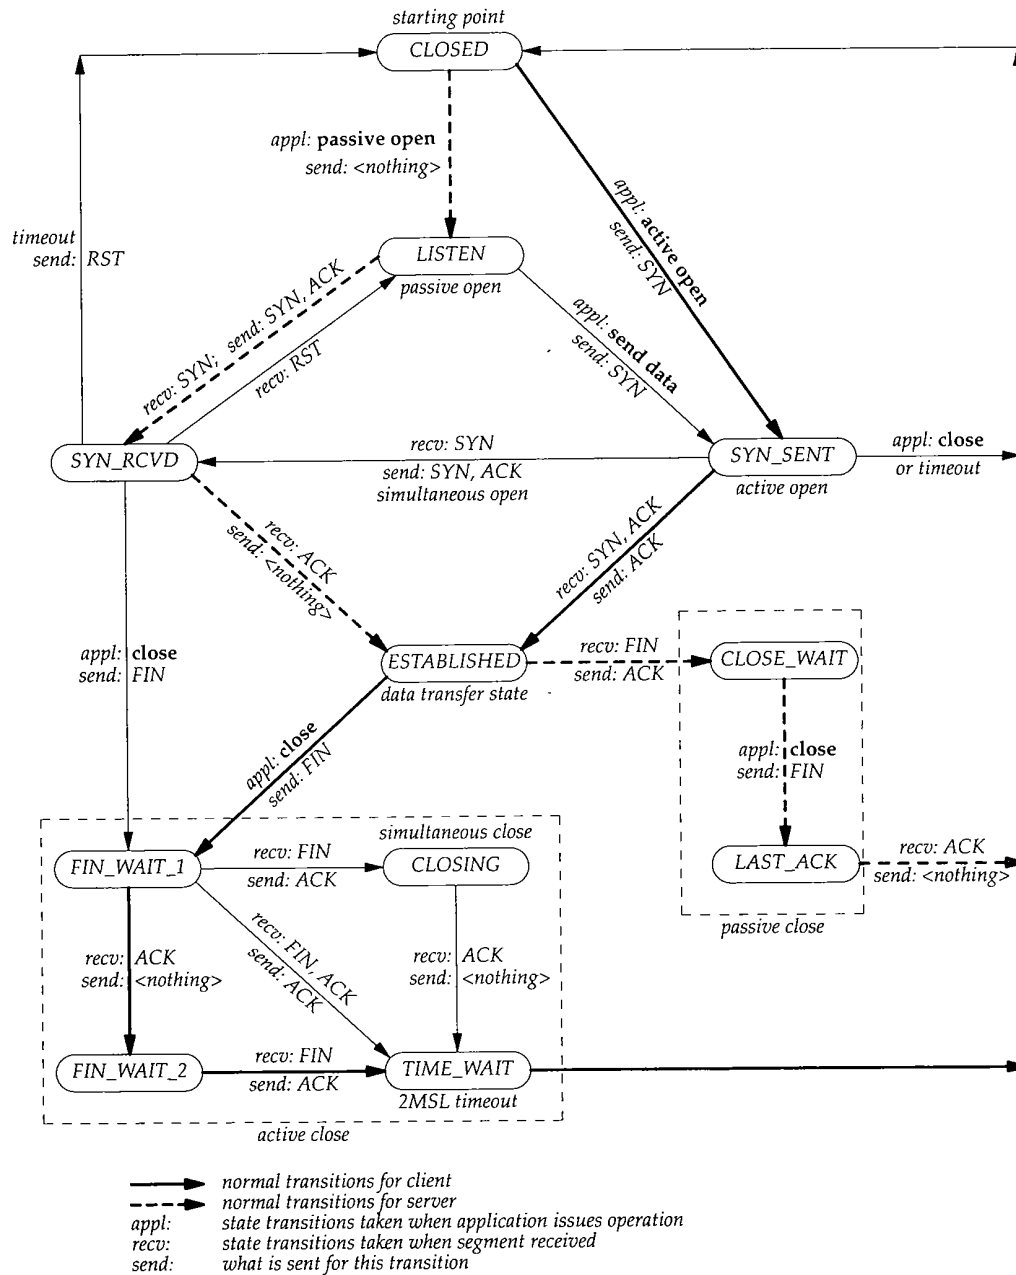 starting point
CLOSED
appl: passive open
send: <nothing>
appl: active open
send: SYN
timeout
send: RST
LISTEN
passive open
recv: SYN; send: SYN, ACK
recv: RST
appl: send data
send: SYN
SYN_RCVD
recv: SYN
send: SYN, ACK
simultaneous open
SYN_SENT
active open
appl: close
or timeout
recv: ACK
send: <nothing>
recv: SYN, ACK
send: ACK
appl: close
send: FIN
ESTABLISHED
data transfer state
recv: FIN
send: ACK
CLOSE_WAIT
appl: close
send: FIN
appl: close
send: FIN
LAST_ACK
recv: ACK
send: <nothing>
passive close
simultaneous close
FIN_WAIT_1
recv: FIN
send: ACK
CLOSING
recv: ACK
send: <nothing>
recv: FIN, ACK
send: ACK
recv: ACK
send: <nothing>
FIN_WAIT_2
recv: FIN
send: ACK
TIME_WAIT
2MSL timeout
active close
normal transitions for client
normal transitions for server
appl: state transitions taken when application issues operation
recv: state transitions taken when segment received
send: what is sent for this transition